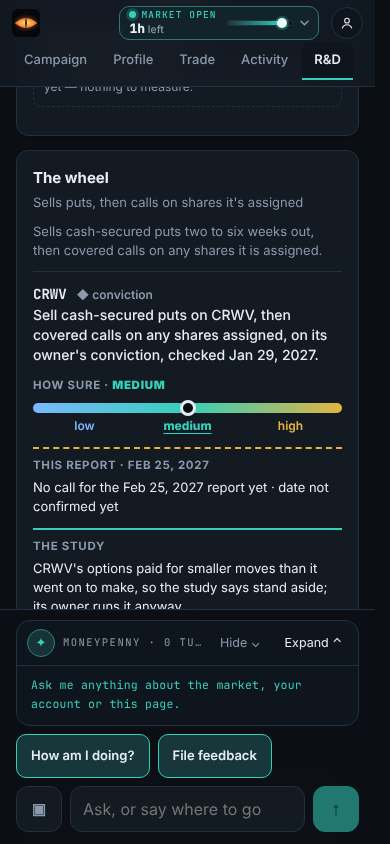 MARKET OPEN
1h left
Campaign Profile Trade Activity R&D
yet — nothing to measure.
The wheel
Sells puts, then calls on shares it's assigned
Sells cash-secured puts two to six weeks out,
then covered calls on any shares it is assigned.
CRWV ◆ conviction
Sell cash-secured puts on CRWV, then
covered calls on any shares assigned, on its
owner's conviction, checked Jan 29, 2027.
HOW SURE · MEDIUM
low medium high
THIS REPORT · FEB 25, 2027
No call for the Feb 25, 2027 report yet · date not
confirmed yet
THE STUDY
CRWV's options paid for smaller moves than it
went on to make, so the study says stand aside;
its owner runs it anyway
MONEYPENNY · 0 TU… Hide Expand
Ask me anything about the market, your
account or this page.
How am I doing? File feedback
Ask, or say where to go